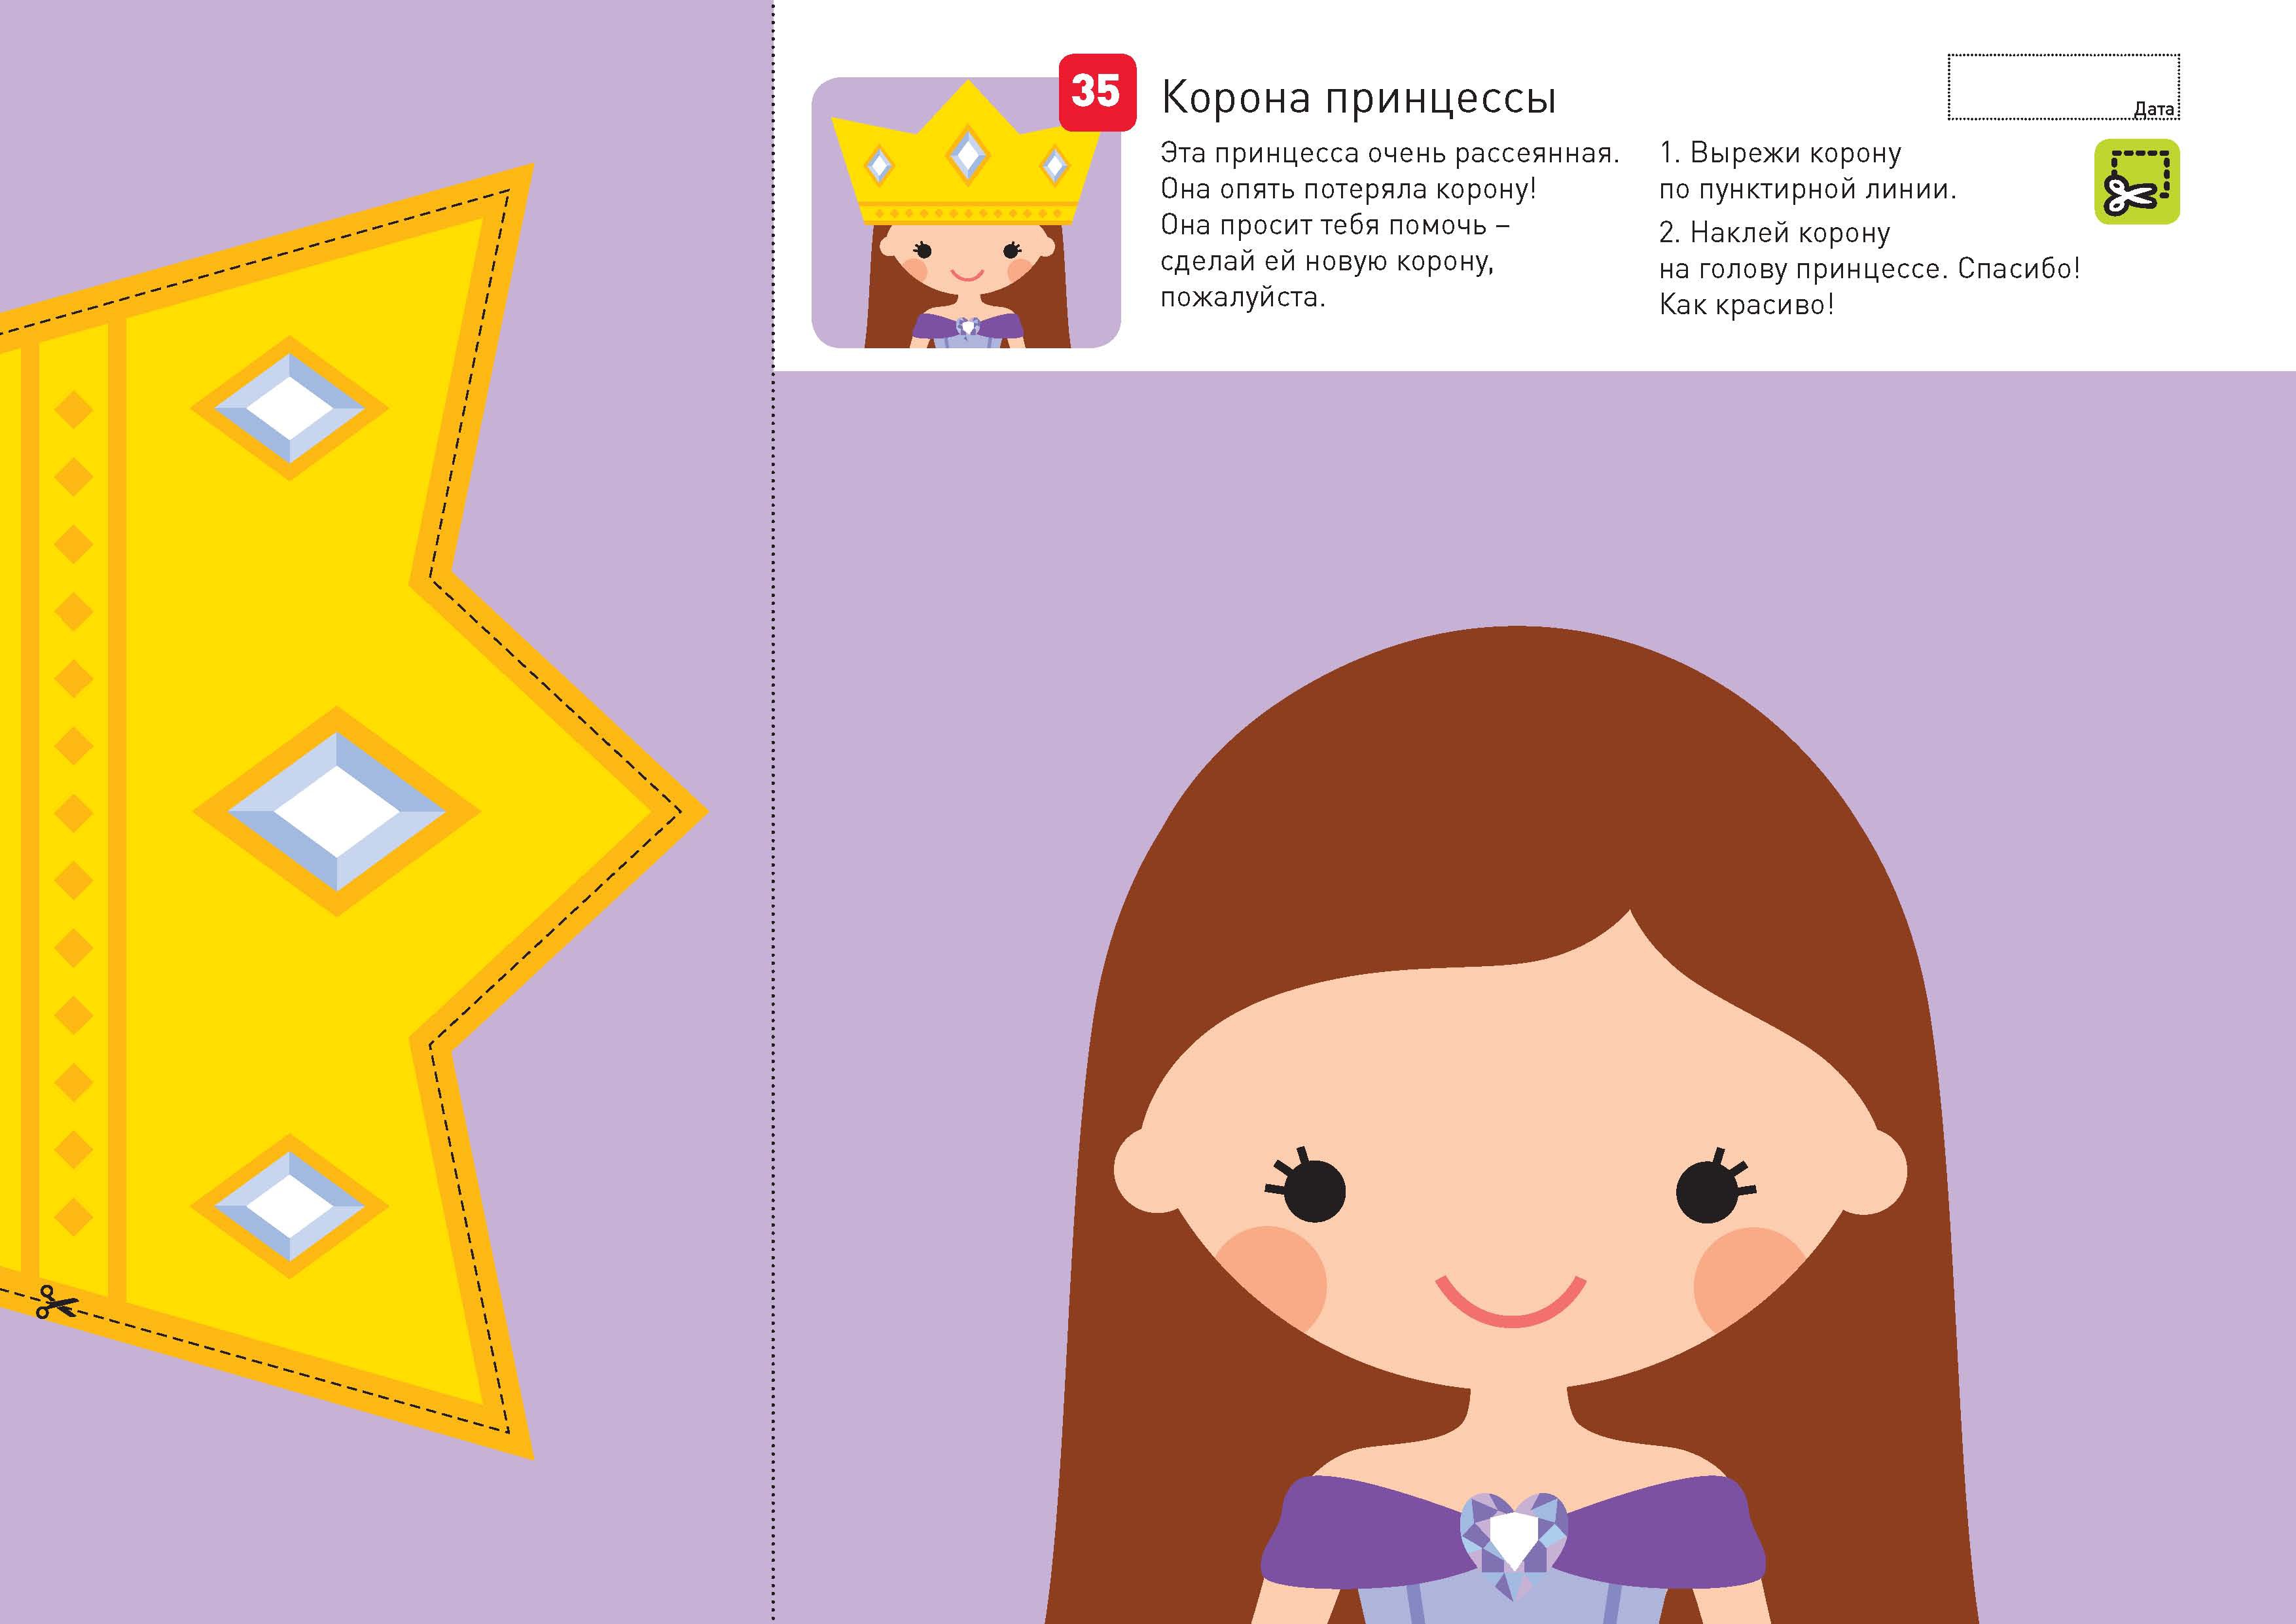 35
Корона принцессы
Эта принцесса очень рассеянная.
Она опять потеряла корону!
Она просит тебя помочь –
сделай ей новую корону,
пожалуйста.
1. Вырежи корону
по пунктирной линии.
2. Наклей корону
на голову принцессе. Спасибо!
Как красиво!
Дата